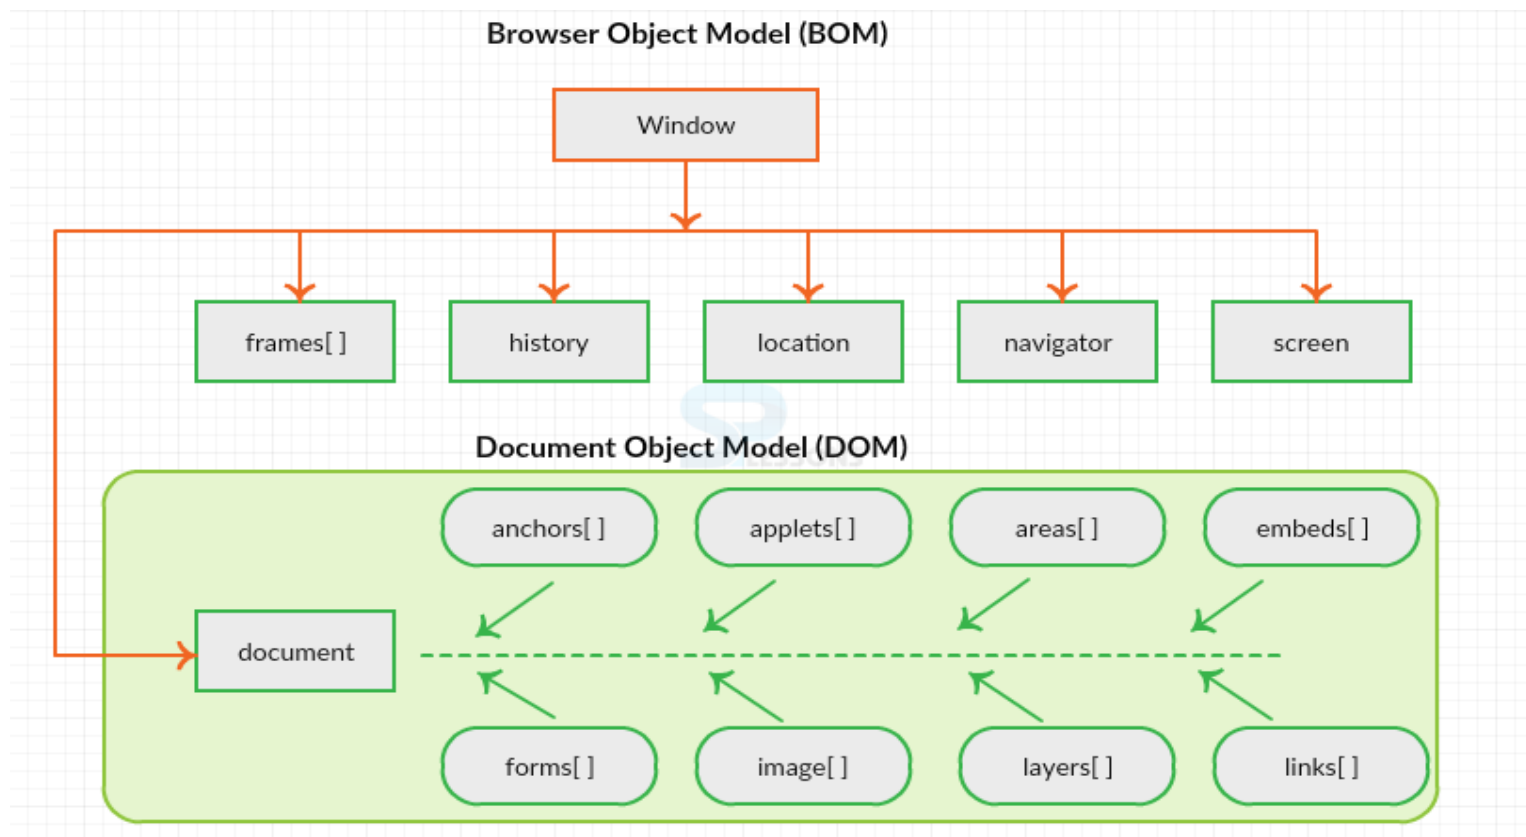 Browser Object Model (BOM)
Window
frames[ ]
history
location
navigator
screen
Document Object Model (DOM)
LESSONS
anchors[ ]
applets[ ]
areas[ ]
embeds[ ]
document
forms[ ]
image[ ]
layers[ ]
links[ ]